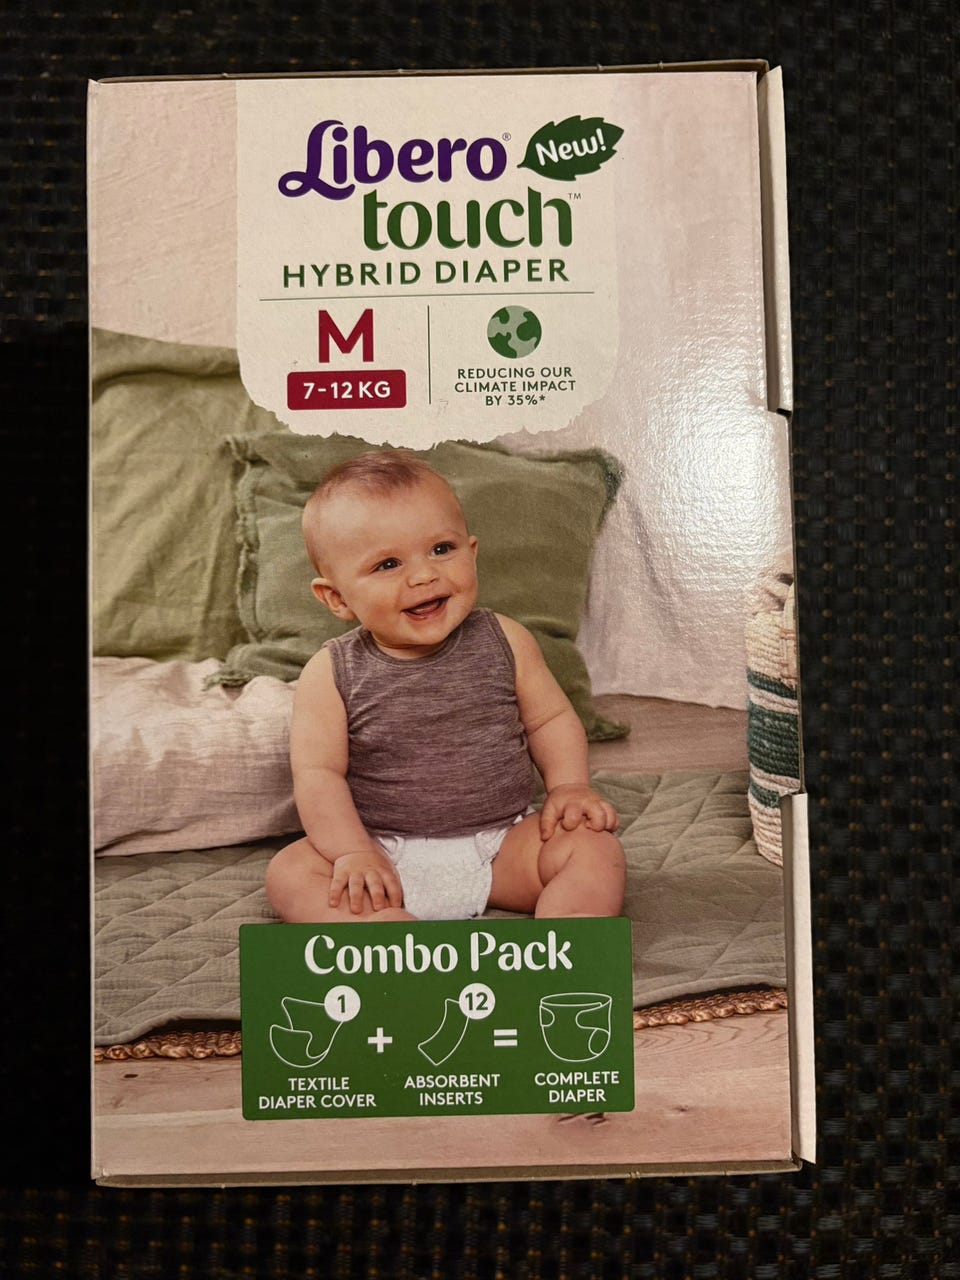 Libero® New!
touch™
HYBRID DIAPER
M
7-12 KG
REDUCING OUR
CLIMATE IMPACT
BY 35%*
Combo Pack
1 + 12 =
TEXTILE
DIAPER COVER
ABSORBENT
INSERTS
COMPLETE
DIAPER